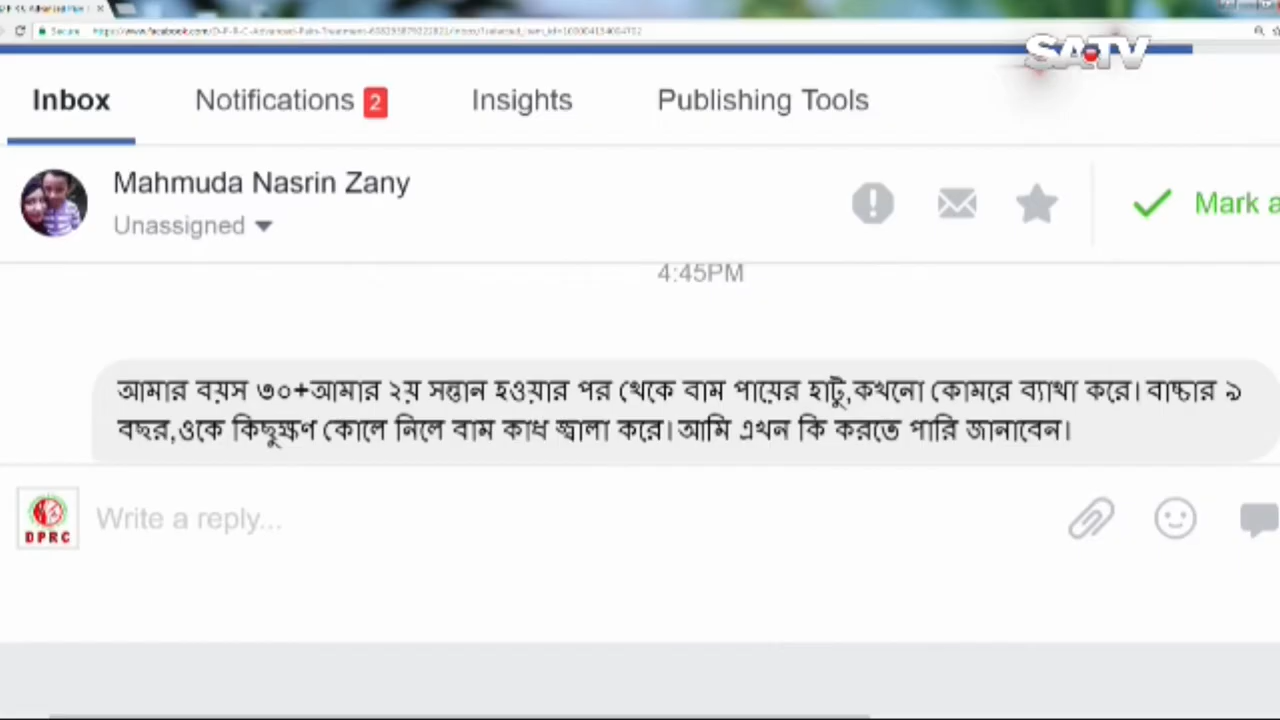 Secure
SATV
Inbox
Notifications 2
Insights
Publishing Tools
Mahmuda Nasrin Zany
Unassigned
Mark a
4:45PM
আমার বয়স ৩০+আমার ২য় সন্তান হওয়ার পর থেকে বাম পায়ের হাটু,কখনো কোমরে ব্যাথা করে। বাচ্চার ৯
বছর,ওকে কিছুক্ষণ কোলে নিলে বাম কাধ জ্বালা করে। আমি এখন কি করতে পারি জানাবেন।
DPRC
Write a reply...